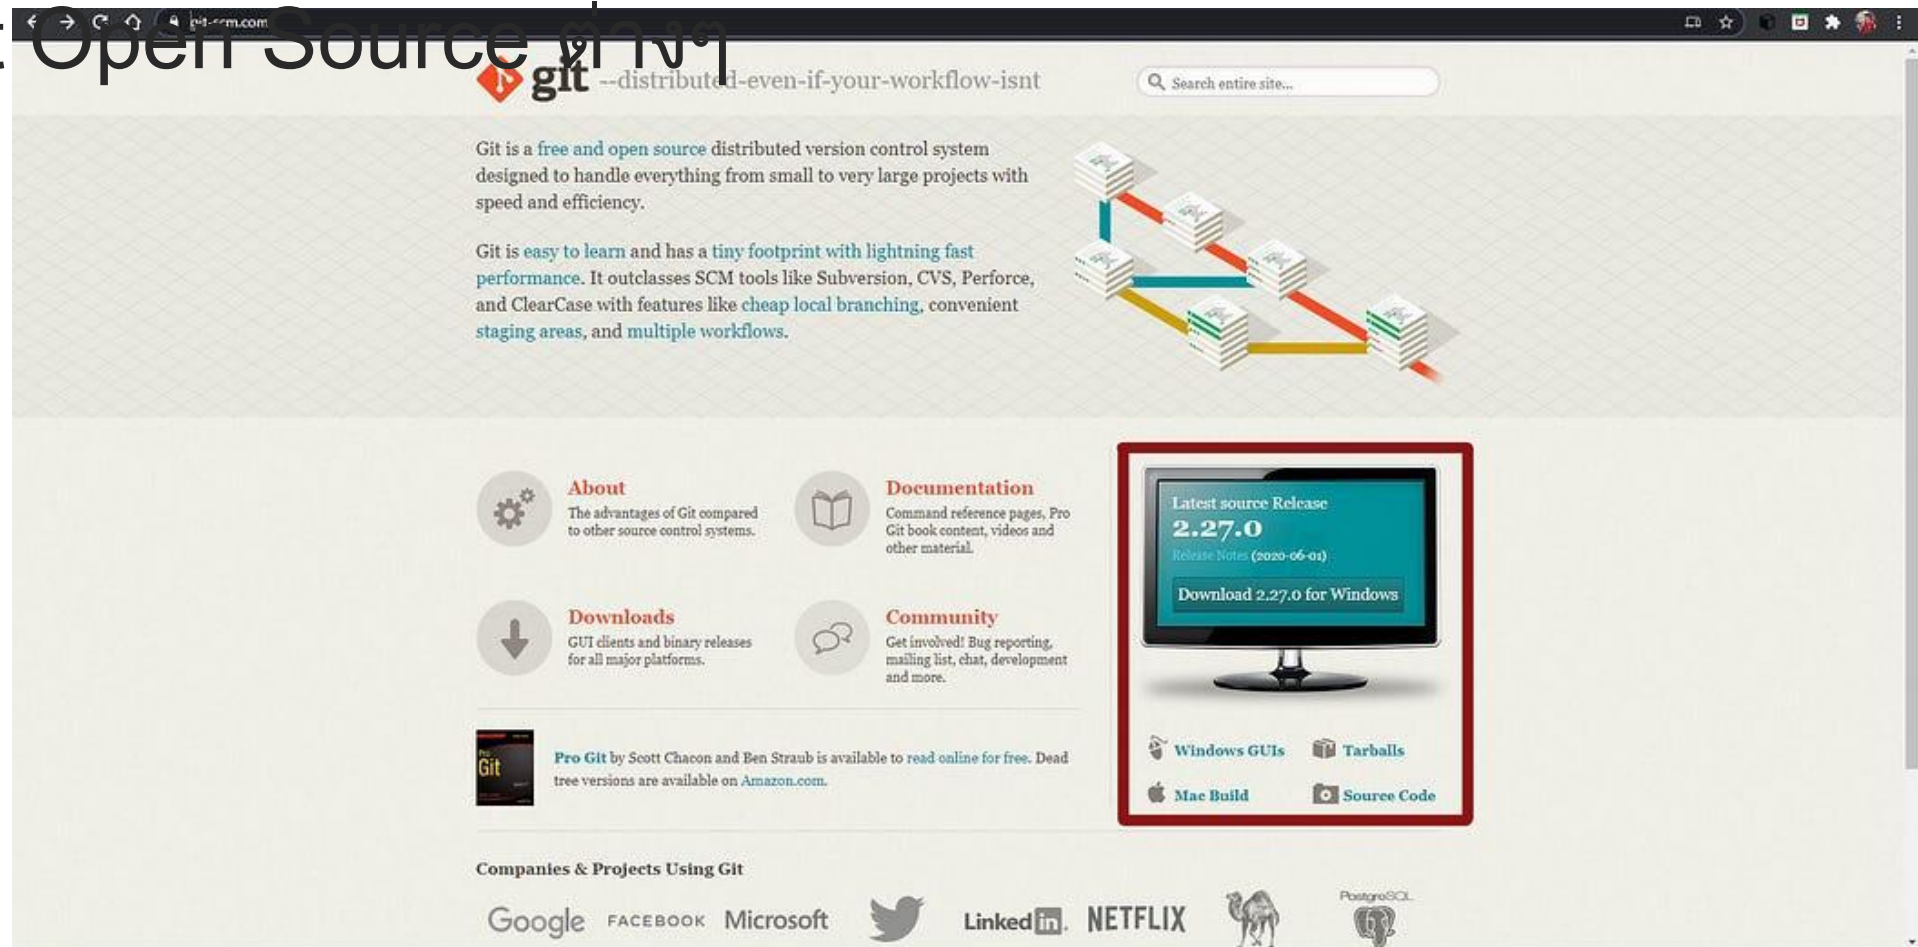 Open Source ต่างๆ
git-scm.com
git --distributed-even-if-your-workflow-isnt
Search entire site...
Git is a free and open source distributed version control system
designed to handle everything from small to very large projects with
speed and efficiency.
Git is easy to learn and has a tiny footprint with lightning fast
performance. It outclasses SCM tools like Subversion, CVS, Perforce,
and ClearCase with features like cheap local branching, convenient
staging areas, and multiple workflows.
About
The advantages of Git compared
to other source control systems.
Documentation
Command reference pages, Pro
Git book content, videos and
other material.
Downloads
GUI clients and binary releases
for all major platforms.
Community
Get involved! Bug reporting,
mailing list, chat, development
and more.
Pro
Git
Pro Git by Scott Chacon and Ben Straub is available to read online for free. Dead
tree versions are available on Amazon.com.
Latest source Release
2.27.0
Release Notes (2020-06-01)
Download 2.27.0 for Windows
Windows GUIs
Tarballs
Mac Build
Source Code
Companies & Projects Using Git
Google FACEBOOK Microsoft Linked in. NETFLIX PostgreSQL